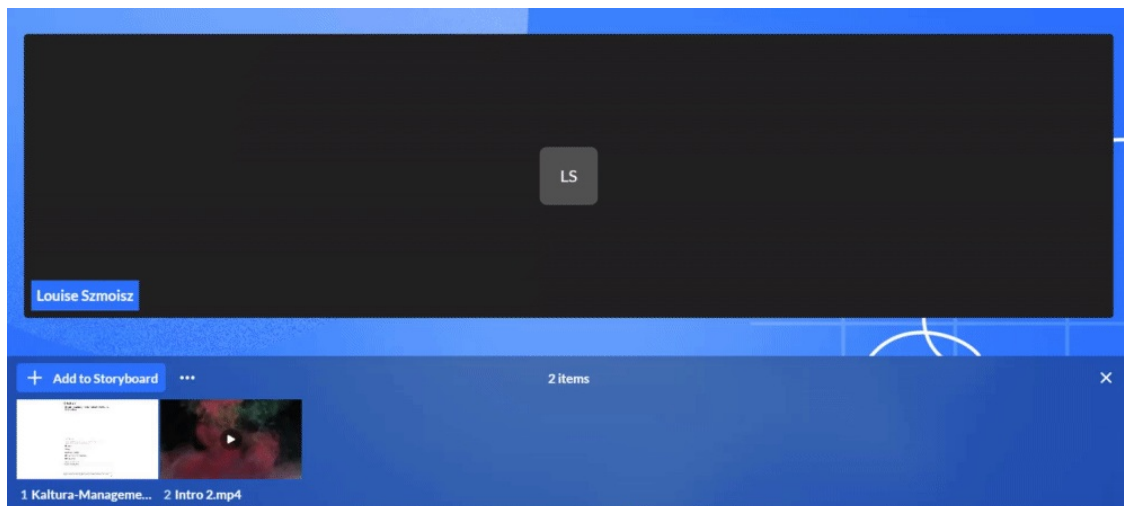 LS
Louise Szmoisz
Add to Storyboard
2 items
1 Kaltura-Manageme...
2 Intro 2.mp4